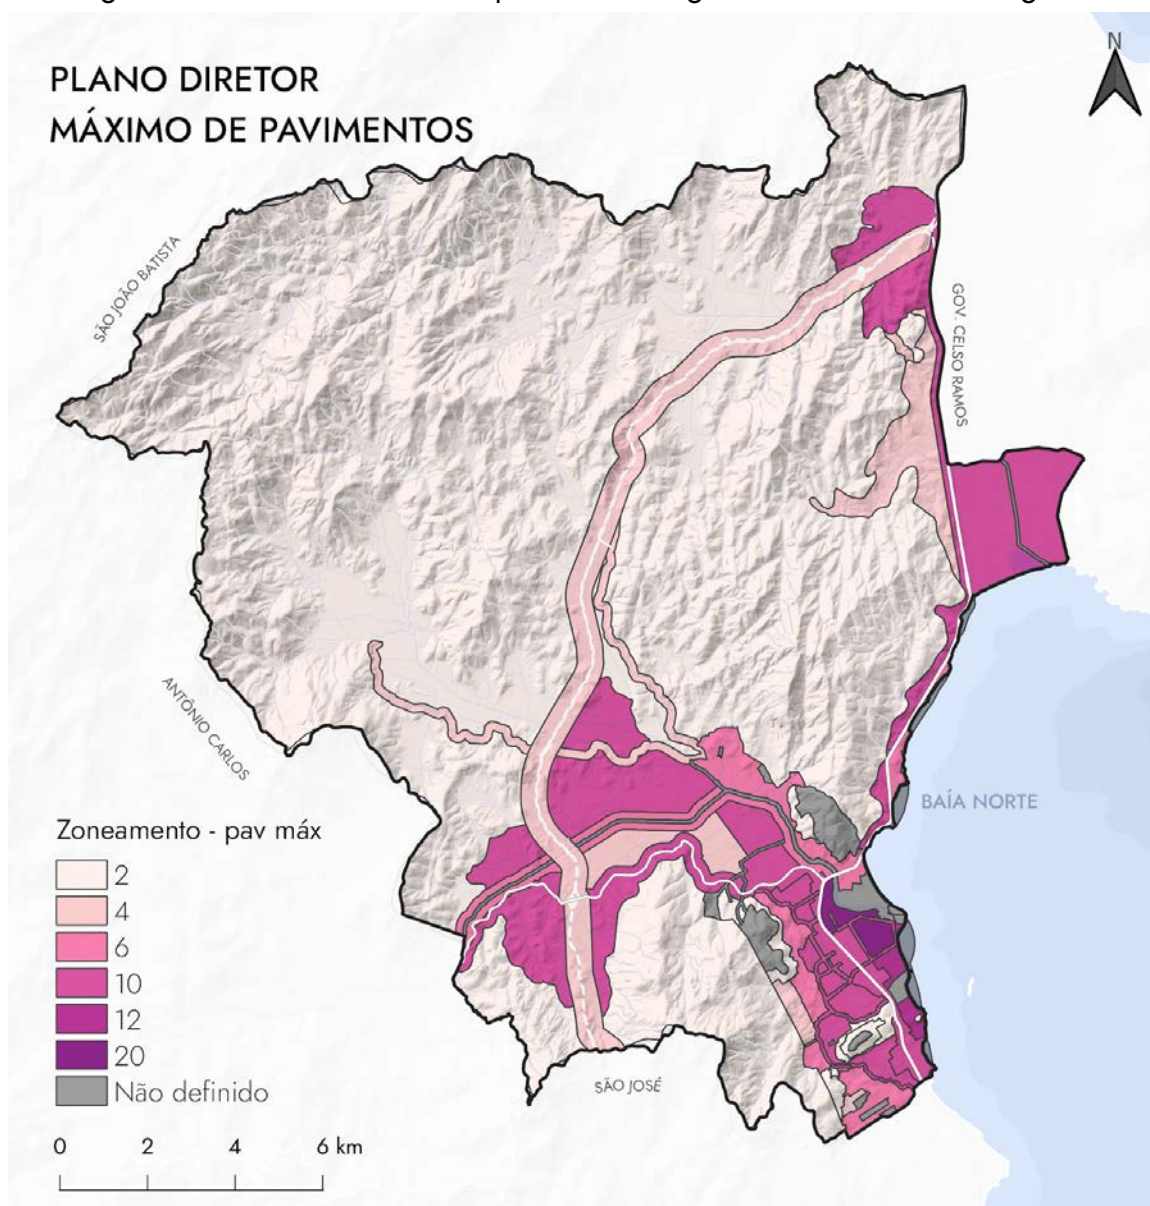 PLANO DIRETOR
MÁXIMO DE PAVIMENTOS
N
SÃO JOÃO BATISTA
GOV. CELSO RAMOS
ANTÔNIO CARLOS
BAÍA NORTE
SÃO JOSÉ
Zoneamento - pav máx
2
4
6
10
12
20
Não definido
0 2 4 6 km